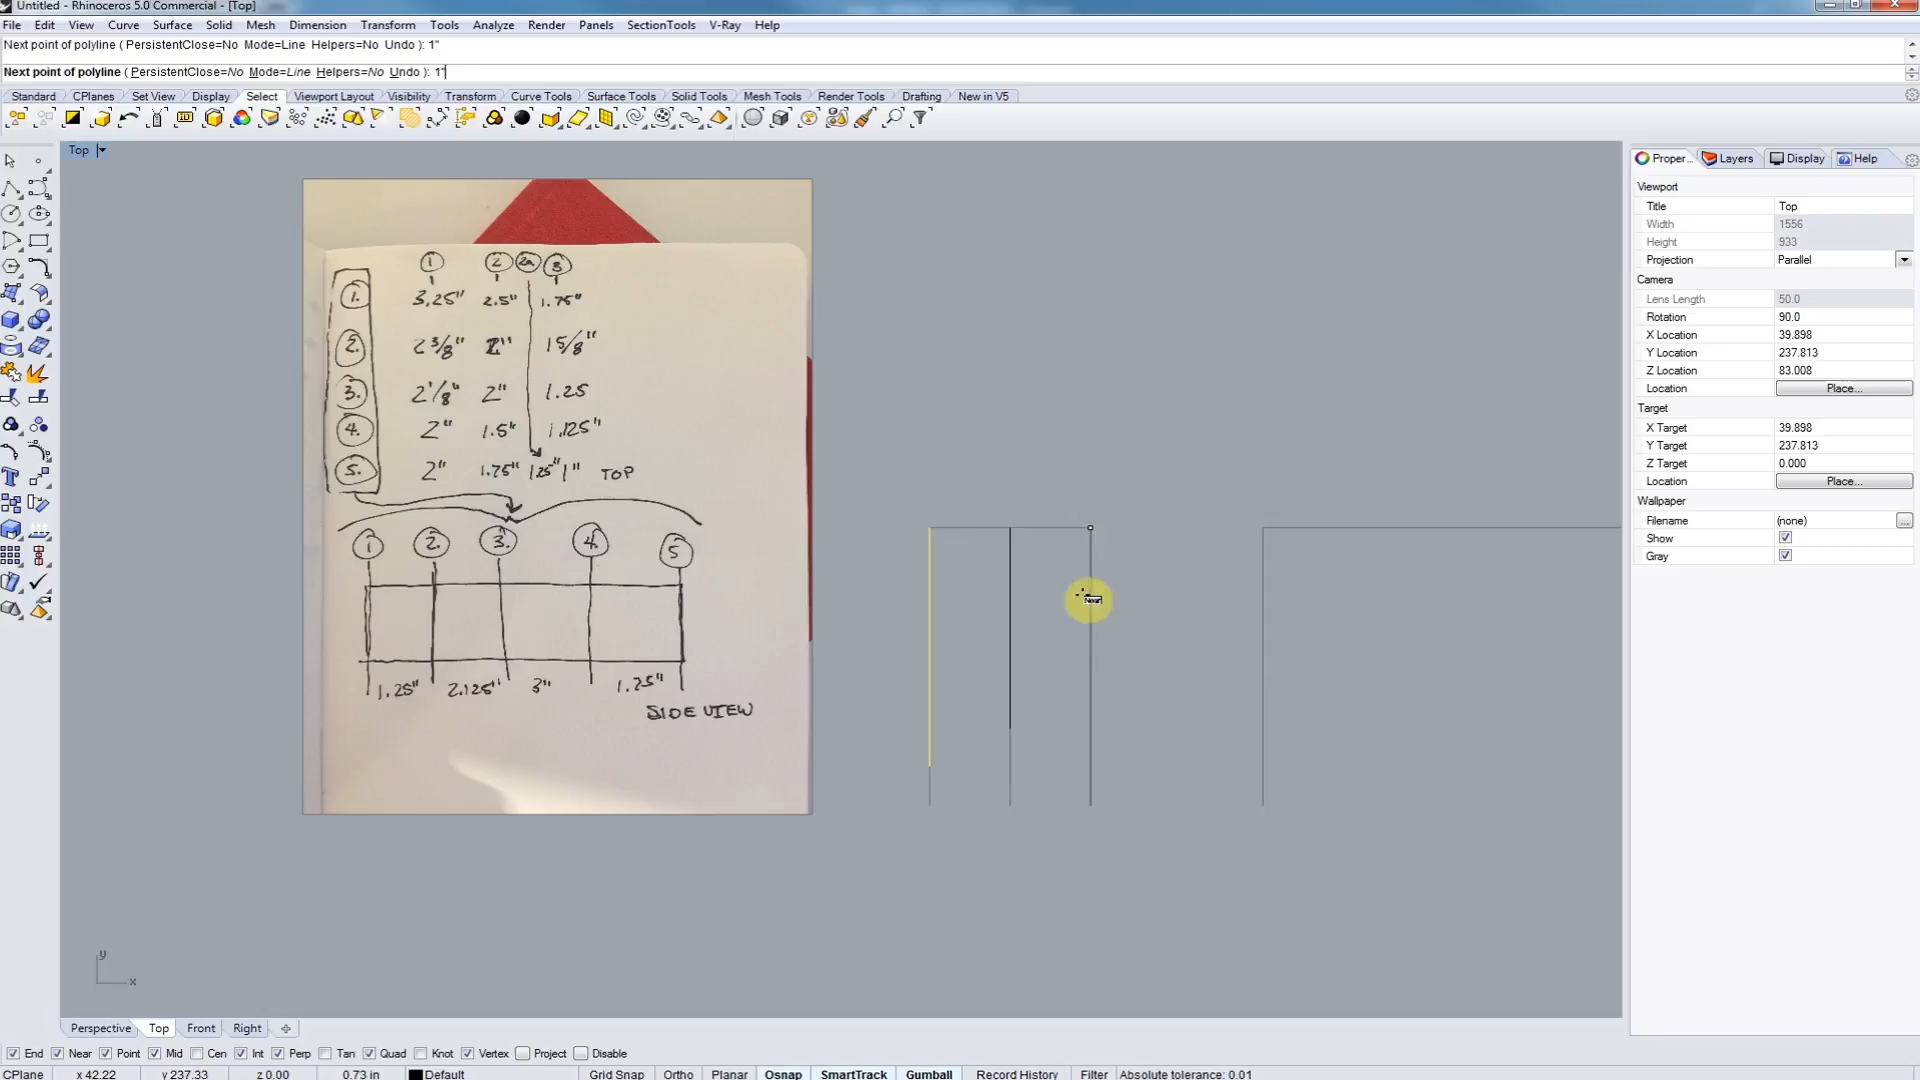 Untitled - Rhinoceros 5.0 Commercial - [Top]
File Edit View Curve Surface Solid Mesh Dimension Transform Tools Analyze Render Panels SectionTools V-Ray Help
Next point of polyline ( PersistentClose=No Mode=Line Helpers=No Undo ): 1"
Next point of polyline ( PersistentClose=No Mode=Line Helpers=No Undo ): 1"
Standard CPlanes Set View Display Select Viewport Layout Visibility Transform Curve Tools Surface Tools Solid Tools Mesh Tools Render Tools Drafting New in V5
Top
1 2 2a 3
1. 3.25" 2.5" 1.75"
2. 2 3/8" 2" 1 5/8"
3. 2 1/8" 2" 1.25
4. 2" 1.5" 1.125"
5. 2" 1.75" 1.25" 1" TOP
1 2. 3. 4. 5
1.25" 2.125" 3" 1.25"
SIDE VIEW
Near
y
x
Proper... Layers Display Help
Viewport
Title Top
Width 1556
Height 933
Projection Parallel
Camera
Lens Length 50.0
Rotation 90.0
X Location 39.898
Y Location 237.813
Z Location 83.008
Location Place...
Target
X Target 39.898
Y Target 237.813
Z Target 0.000
Location Place...
Wallpaper
Filename (none) ...
Show
Gray
Perspective Top Front Right
End Near Point Mid Cen Int Perp Tan Quad Knot Vertex Project Disable
CPlane x 42.22 y 237.33 z 0.00 0.73 in Default Grid Snap Ortho Planar Osnap SmartTrack Gumball Record History Filter Absolute tolerance: 0.01